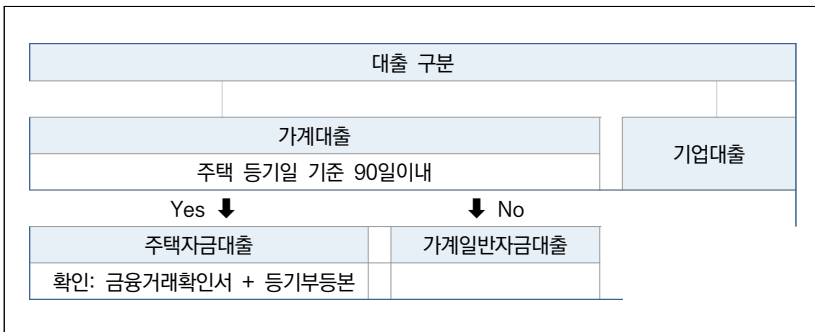 대출 구분
가계대출
기업대출
주택 등기일 기준 90일이내
Yes ⬇ ⬇ No
주택자금대출 가계일반자금대출
확인: 금융거래확인서 + 등기부등본